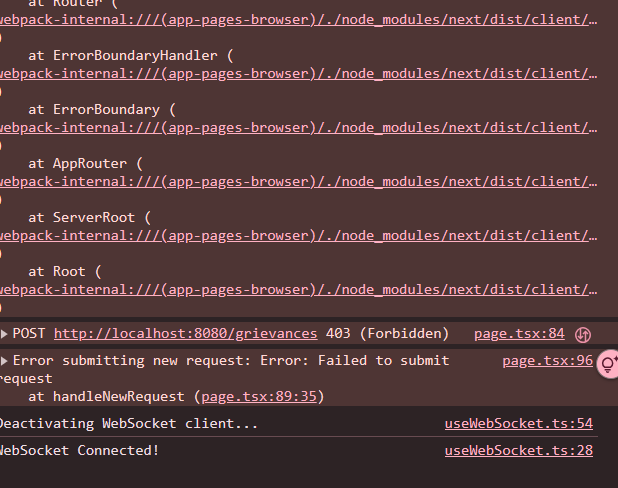 at Router (
webpack-internal:///(app-pages-browser)/./node_modules/next/dist/client/…
)
at ErrorBoundaryHandler (
webpack-internal:///(app-pages-browser)/./node_modules/next/dist/client/…
)
at ErrorBoundary (
webpack-internal:///(app-pages-browser)/./node_modules/next/dist/client/…
)
at AppRouter (
webpack-internal:///(app-pages-browser)/./node_modules/next/dist/client/…
)
at ServerRoot (
webpack-internal:///(app-pages-browser)/./node_modules/next/dist/client/…
)
at Root (
webpack-internal:///(app-pages-browser)/./node_modules/next/dist/client/…
)
POST http://localhost:8080/grievances 403 (Forbidden) page.tsx:84
Error submitting new request: Error: Failed to submit page.tsx:96
request
at handleNewRequest (page.tsx:89:35)
Deactivating WebSocket client... useWebSocket.ts:54
WebSocket Connected! useWebSocket.ts:28